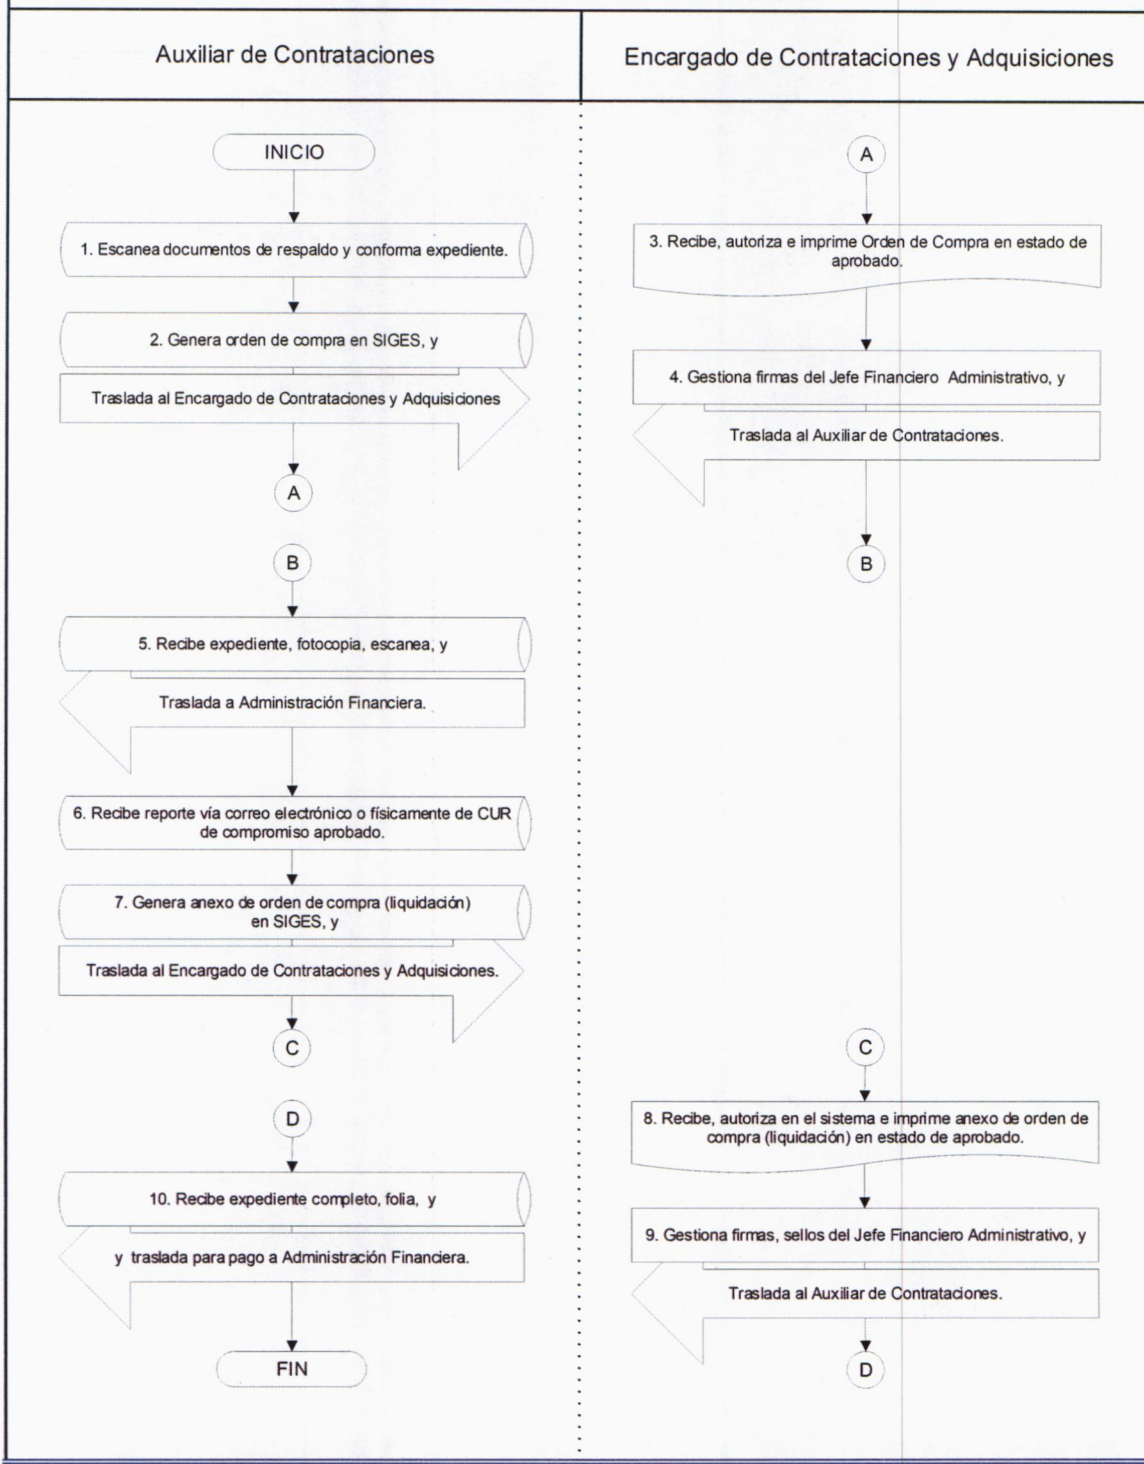 Auxiliar de Contrataciones
Encargado de Contrataciones y Adquisiciones
INICIO
1. Escanea documentos de respaldo y conforma expediente.
2. Genera orden de compra en SIGES, y
Traslada al Encargado de Contrataciones y Adquisiciones
A
B
5. Recibe expediente, fotocopia, escanea, y
Traslada a Administración Financiera.
6. Recibe reporte vía correo electrónico o físicamente de CUR
de compromiso aprobado.
7. Genera anexo de orden de compra (liquidación)
en SIGES, y
Traslada al Encargado de Contrataciones y Adquisiciones.
C
D
10. Recibe expediente completo, folia, y
y traslada para pago a Administración Financiera.
FIN
A
3. Recibe, autoriza e imprime Orden de Compra en estado de
aprobado.
4. Gestiona firmas del Jefe Financiero Administrativo, y
Traslada al Auxiliar de Contrataciones.
B
C
8. Recibe, autoriza en el sistema e imprime anexo de orden de
compra (liquidación) en estado de aprobado.
9. Gestiona firmas, sellos del Jefe Financiero Administrativo, y
Traslada al Auxiliar de Contrataciones.
D